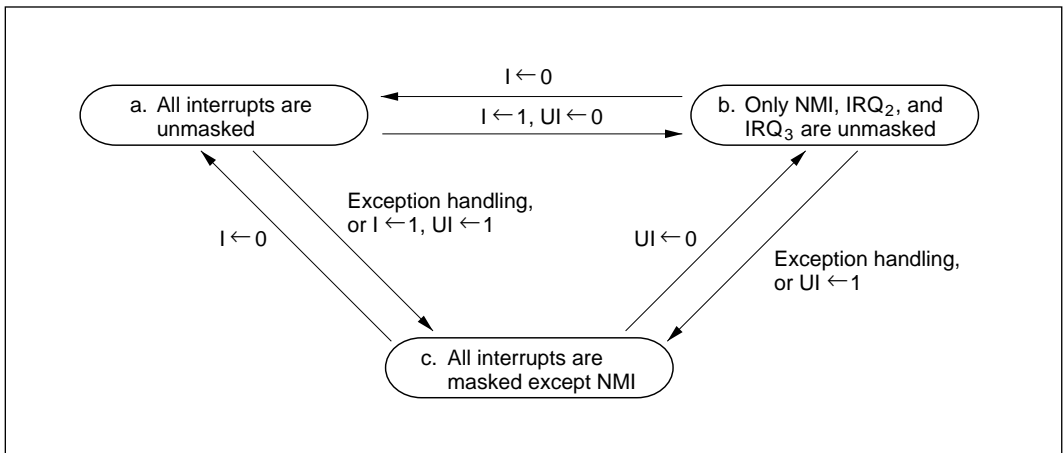 I ← 0
a. All interrupts are
unmasked
b. Only NMI, IRQ₂, and
IRQ₃ are unmasked
I ← 1, UI ← 0
Exception handling,
or I ← 1, UI ← 1
I ← 0
UI ← 0
Exception handling,
or UI ← 1
c. All interrupts are
masked except NMI